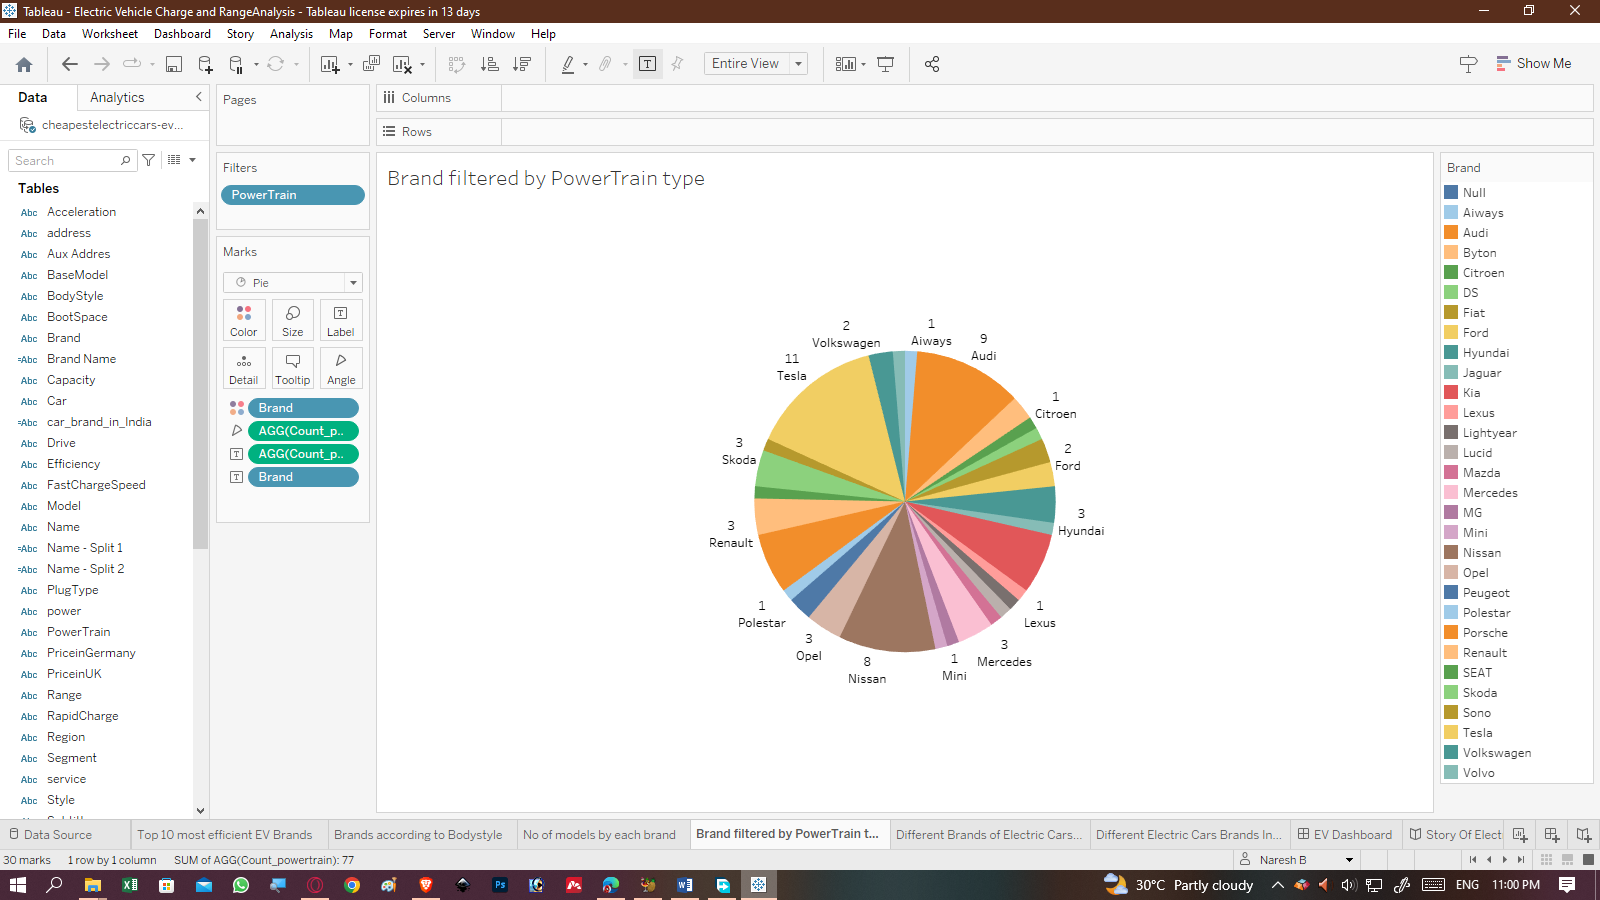 Tableau - Electric Vehicle Charge and RangeAnalysis - Tableau license expires in 13 days
File Data Worksheet Dashboard Story Analysis Map Format Server Window Help
Entire View
Show Me
Data Analytics
cheapestelectriccars-ev...
Search
Tables
Abc Acceleration
Abc address
Abc Aux Addres
Abc BaseModel
Abc BodyStyle
Abc BootSpace
Abc Brand
=Abc Brand Name
Abc Capacity
Abc Car
=Abc car_brand_in_India
Abc Drive
Abc Efficiency
Abc FastChargeSpeed
Abc Model
Abc Name
=Abc Name - Split 1
=Abc Name - Split 2
Abc PlugType
Abc power
Abc PowerTrain
Abc PriceinGermany
Abc PriceinUK
Abc Range
Abc RapidCharge
Abc Region
Abc Segment
Abc service
Abc Style
Pages
Filters
PowerTrain
Marks
Pie
Color Size Label
Detail Tooltip Angle
Brand
AGG(Count_p..
AGG(Count_p..
Brand
Columns
Rows
Brand filtered by PowerTrain type
1
Aiways
9
Audi
1
Citroen
2
Ford
3
Hyundai
1
Lexus
3
Mercedes
1
Mini
8
Nissan
3
Opel
1
Polestar
3
Renault
3
Skoda
11
Tesla
2
Volkswagen
Brand
Null
Aiways
Audi
Byton
Citroen
DS
Fiat
Ford
Hyundai
Jaguar
Kia
Lexus
Lightyear
Lucid
Mazda
Mercedes
MG
Mini
Nissan
Opel
Peugeot
Polestar
Porsche
Renault
SEAT
Skoda
Sono
Tesla
Volkswagen
Volvo
Data Source Top 10 most efficient EV Brands Brands according to Bodystyle No of models by each brand Brand filtered by PowerTrain t... Different Brands of Electric Cars... Different Electric Cars Brands In... EV Dashboard Story Of Elect
30 marks 1 row by 1 column SUM of AGG(Count_powertrain): 77 Naresh B
30°C Partly cloudy ENG 11:00 PM